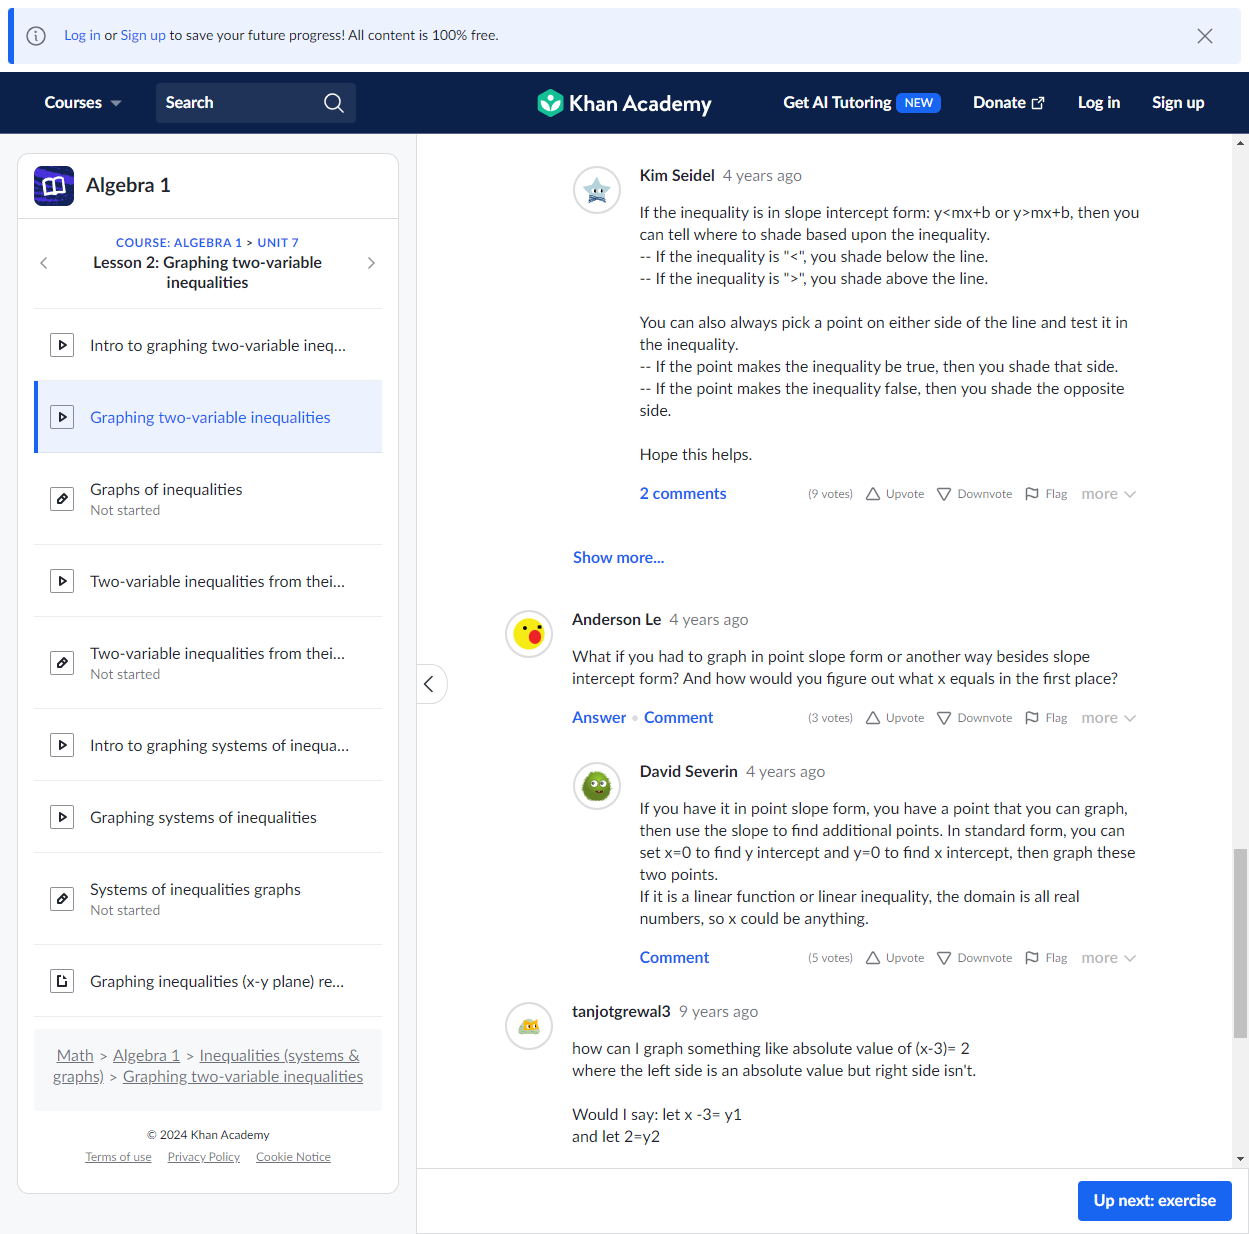 Log in or Sign up to save your future progress! All content is 100% free.
Courses
Search
Khan Academy
Get AI Tutoring NEW
Donate
Log in
Sign up
Algebra 1
COURSE: ALGEBRA 1 > UNIT 7
Lesson 2: Graphing two-variable
inequalities
Intro to graphing two-variable ineq...
Graphing two-variable inequalities
Graphs of inequalities
Not started
Two-variable inequalities from thei...
Two-variable inequalities from thei...
Not started
Intro to graphing systems of inequa...
Graphing systems of inequalities
Systems of inequalities graphs
Not started
Graphing inequalities (x-y plane) re...
Math > Algebra 1 > Inequalities (systems &
graphs) > Graphing two-variable inequalities
© 2024 Khan Academy
Terms of use Privacy Policy Cookie Notice
Kim Seidel 4 years ago
If the inequality is in slope intercept form: y<mx+b or y>mx+b, then you
can tell where to shade based upon the inequality.
-- If the inequality is "<", you shade below the line.
-- If the inequality is ">", you shade above the line.
You can also always pick a point on either side of the line and test it in
the inequality.
-- If the point makes the inequality be true, then you shade that side.
-- If the point makes the inequality false, then you shade the opposite
side.
Hope this helps.
2 comments (9 votes) Upvote Downvote Flag more
Show more...
Anderson Le 4 years ago
What if you had to graph in point slope form or another way besides slope
intercept form? And how would you figure out what x equals in the first place?
Answer • Comment (3 votes) Upvote Downvote Flag more
David Severin 4 years ago
If you have it in point slope form, you have a point that you can graph,
then use the slope to find additional points. In standard form, you can
set x=0 to find y intercept and y=0 to find x intercept, then graph these
two points.
If it is a linear function or linear inequality, the domain is all real
numbers, so x could be anything.
Comment (5 votes) Upvote Downvote Flag more
tanjotgrewal3 9 years ago
how can I graph something like absolute value of (x-3)= 2
where the left side is an absolute value but right side isn't.
Would I say: let x -3= y1
and let 2=y2
Up next: exercise